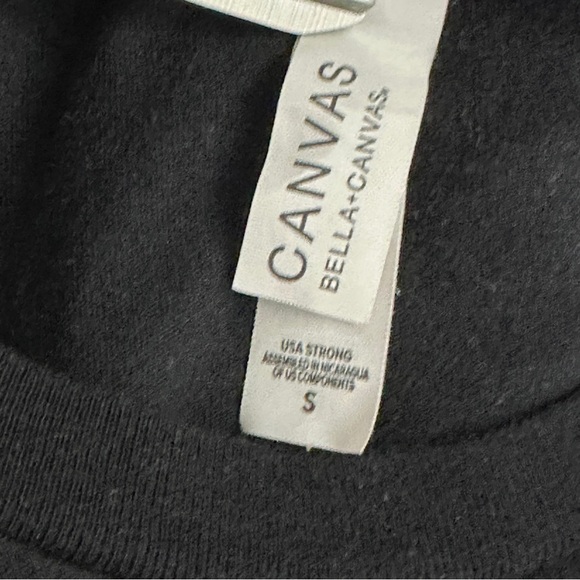 CANVAS
BELLA+CANVAS®
USA STRONG
ASSEMBLED IN NICARAGUA
OF US COMPONENTS
S